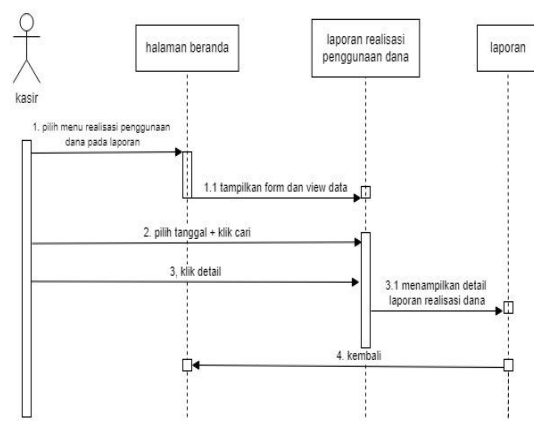 halaman beranda
laporan realisasi
penggunaan dana
laporan
kasir
1. pilih menu realisasi penggunaan
dana pada laporan
1.1 tampilkan form dan view data
2. pilih tanggal + klik cari
3, klik detail
3.1 menampilkan detail
laporan realisasi dana
4. kembali